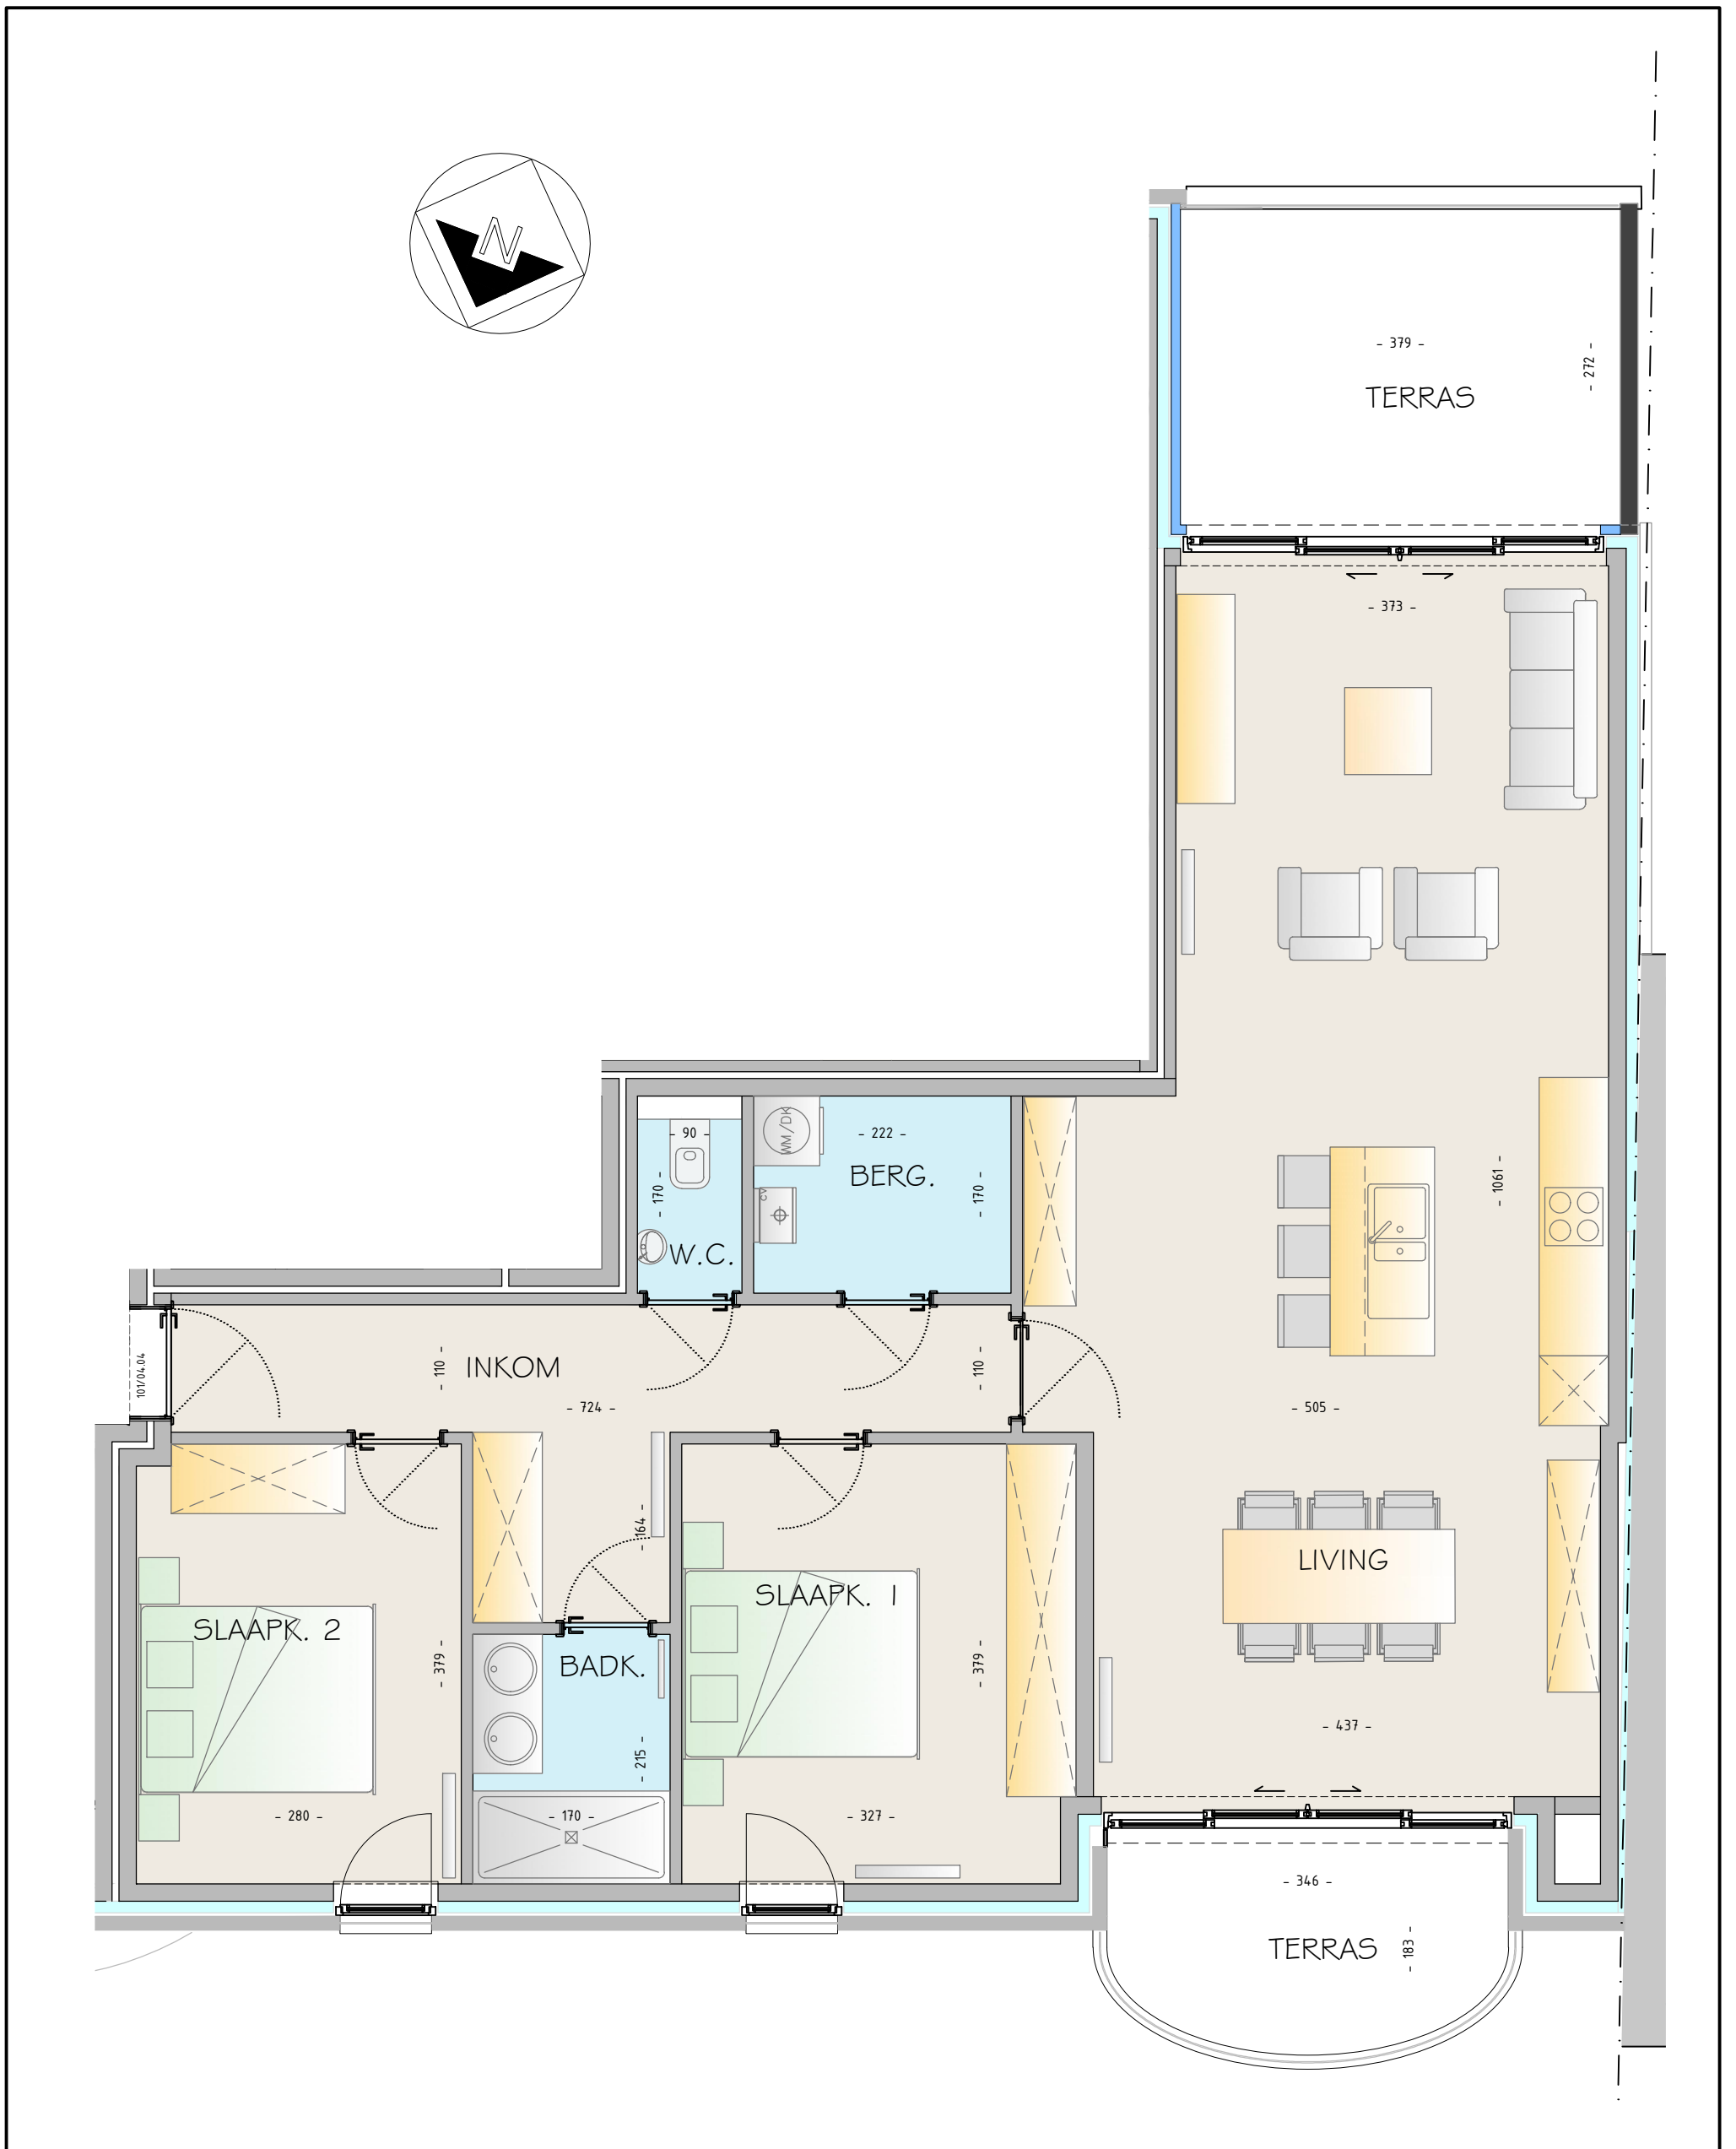 N
- 379 -
- 272 -
TERRAS
- 373 -
- 90 -
WM/DK
- 222 -
BERG.
- 170 -
- 170 -
CV
- 1061 -
W.C.
101/04.04
- 110 -
INKOM
- 110 -
- 724 -
- 505 -
- 164 -
LIVING
SLAAPK. 1
SLAAPK. 2
- 379 -
BADK.
- 379 -
- 437 -
- 215 -
- 280 -
- 170 -
- 327 -
- 346 -
TERRAS
- 183 -